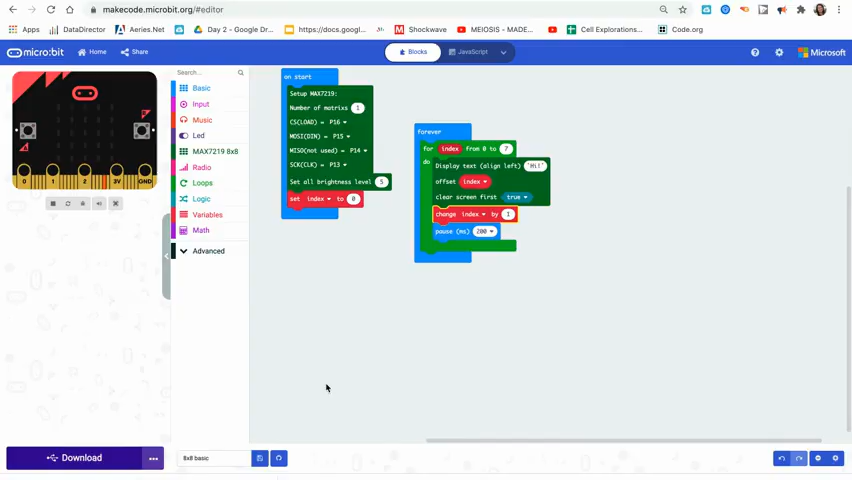 makecode.microbit.org/#editor
Apps
DataDirector
Aeries.Net
Day 2 - Google Dr...
https://docs.goog...
Shockwave
MEIOSIS - MADE...
Cell Explorations...
Code.org
micro:bit
Home
Share
Blocks
JavaScript
Microsoft
0
1
2
3V
GND
Search...
Basic
Input
Music
Led
MAX7219 8x8
Radio
Loops
Logic
Variables
Math
Advanced
on start
Setup MAX7219:
Number of matrixs 1
CS(LOAD) = P16
MOSI(DIN) = P15
MISO(not used) = P14
SCK(CLK) = P13
Set all brightness level 5
set index to 0
forever
for index from 0 to 7
do
Display text (align left) "Hi!"
offset index
clear screen first true
change index by 1
pause (ms) 200
Download
8x8 basic